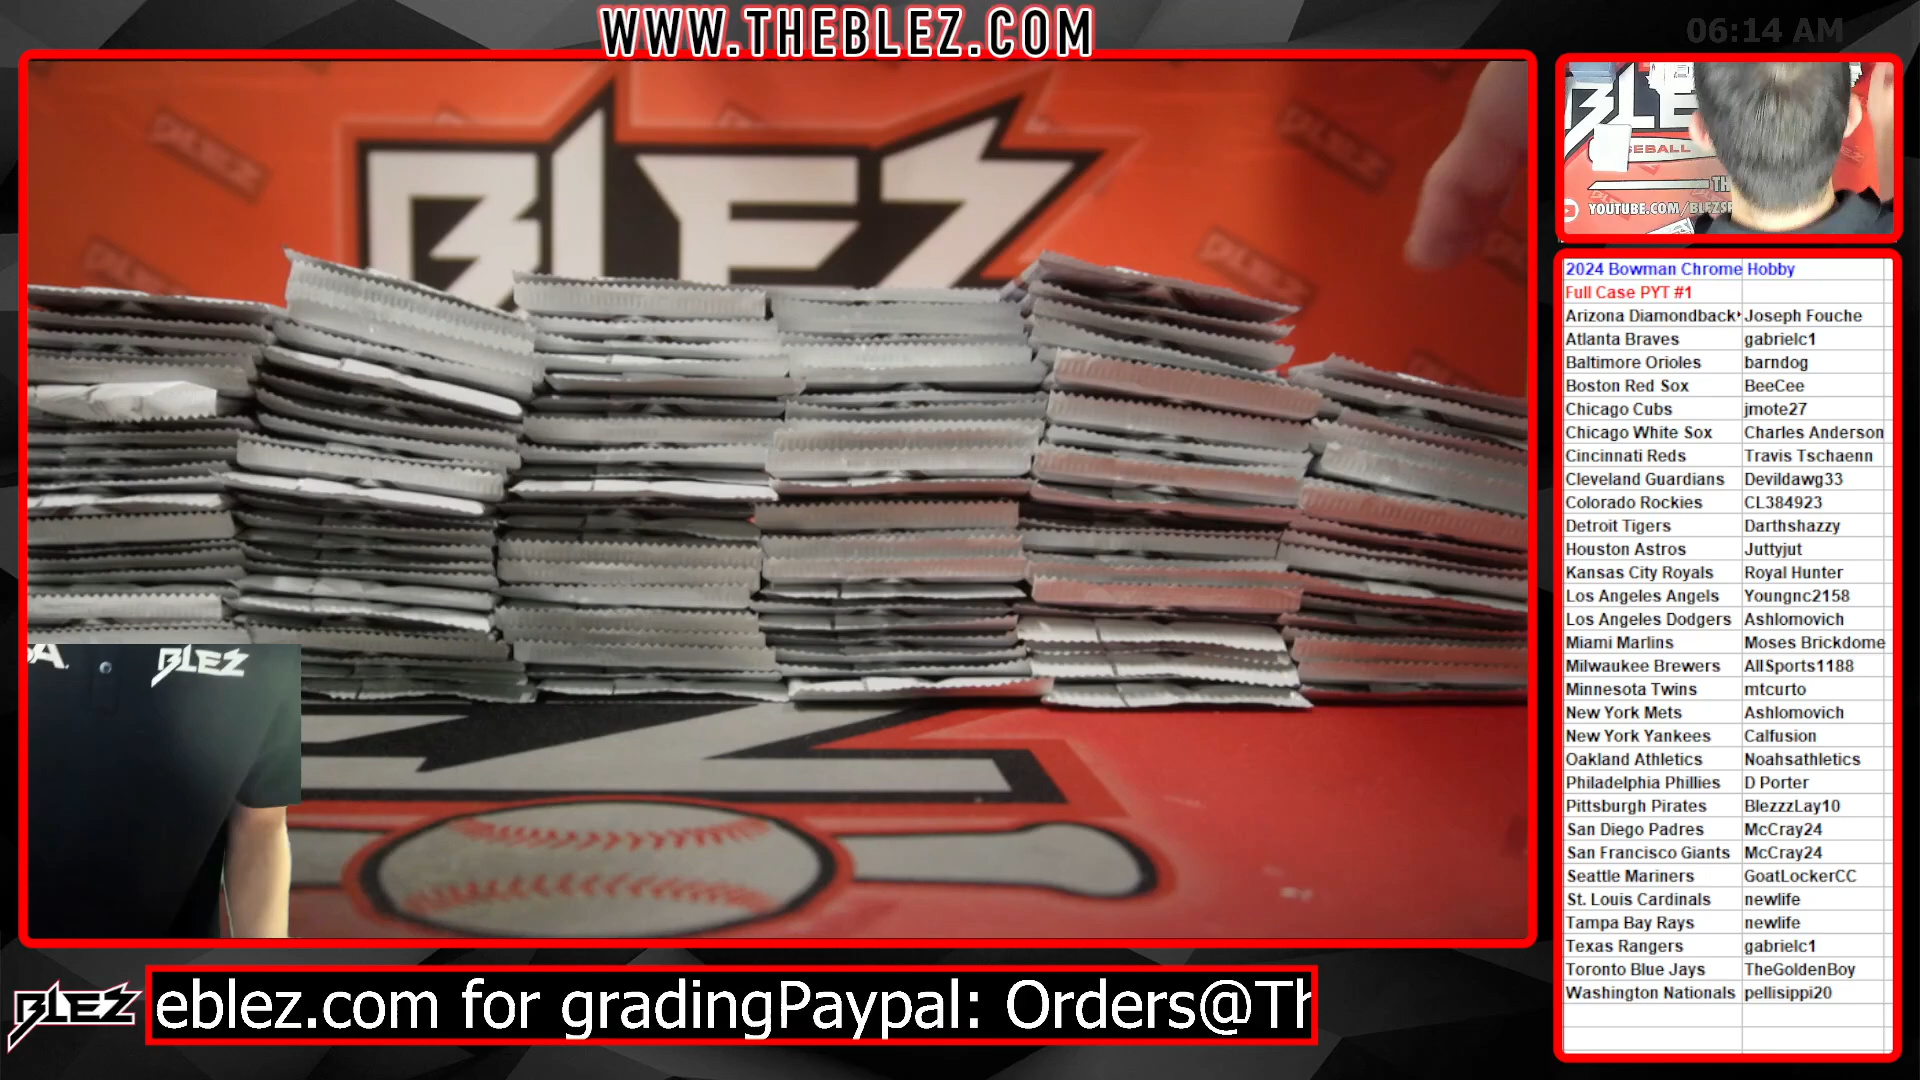 WWW.THEBLEZ.COM
06:14 AM
BLEZ
BLE
SEBALL
TH
YOUTUBE.COM/BLEZSP
2024 Bowman Chrome Hobby
Full Case PYT #1
Arizona Diamondback Joseph Fouche
Atlanta Braves gabrielc1
Baltimore Orioles barndog
Boston Red Sox BeeCee
Chicago Cubs jmote27
Chicago White Sox Charles Anderson
Cincinnati Reds Travis Tschaenn
Cleveland Guardians Devildawg33
Colorado Rockies CL384923
Detroit Tigers Darthshazzy
Houston Astros Juttyjut
Kansas City Royals Royal Hunter
Los Angeles Angels Youngnc2158
Los Angeles Dodgers Ashlomovich
Miami Marlins Moses Brickdome
Milwaukee Brewers AllSports1188
Minnesota Twins mtcurto
New York Mets Ashlomovich
New York Yankees Calfusion
Oakland Athletics Noahsathletics
Philadelphia Phillies D Porter
Pittsburgh Pirates BlezzzLay10
San Diego Padres McCray24
San Francisco Giants McCray24
Seattle Mariners GoatLockerCC
St. Louis Cardinals newlife
Tampa Bay Rays newlife
Texas Rangers gabrielc1
Toronto Blue Jays TheGoldenBoy
Washington Nationals pellisippi20
BLEZ
BLEZ
eblez.com for gradingPaypal: Orders@Th